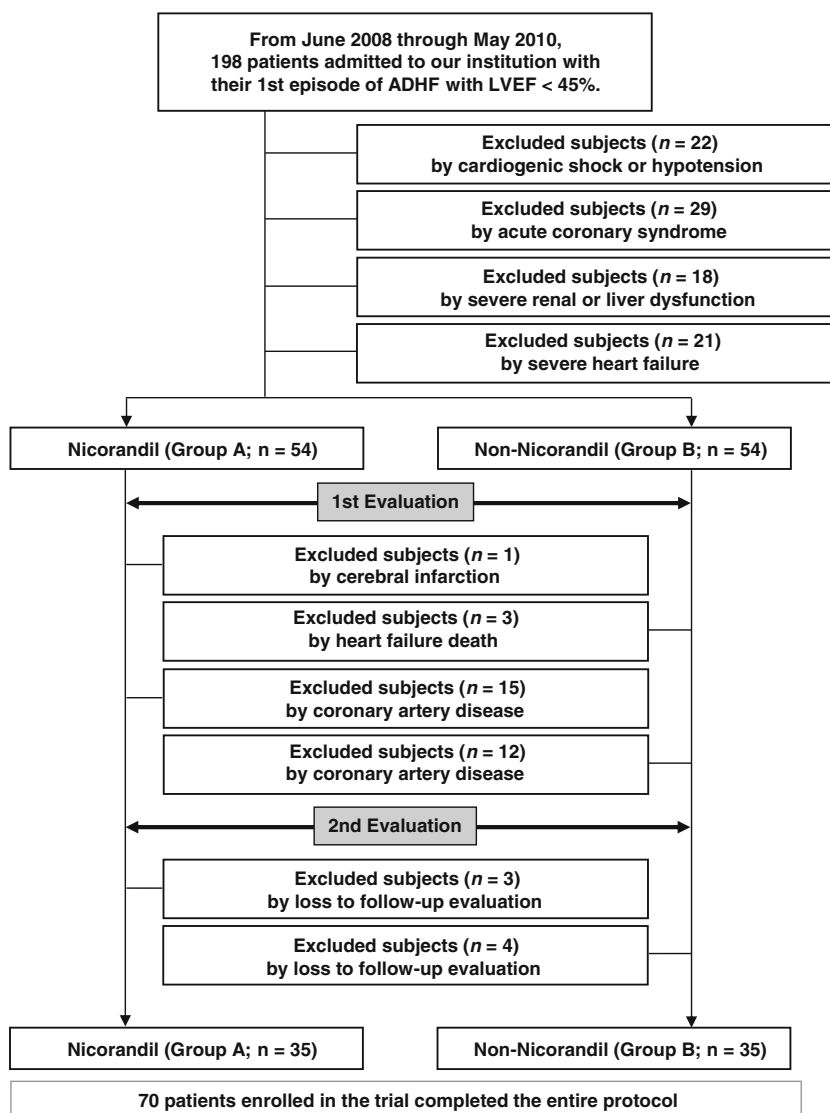 From June 2008 through May 2010,
198 patients admitted to our institution with
their 1st episode of ADHF with LVEF < 45%.
Excluded subjects (n = 22)
by cardiogenic shock or hypotension
Excluded subjects (n = 29)
by acute coronary syndrome
Excluded subjects (n = 18)
by severe renal or liver dysfunction
Excluded subjects (n = 21)
by severe heart failure
Nicorandil (Group A; n = 54)
Non-Nicorandil (Group B; n = 54)
1st Evaluation
Excluded subjects (n = 1)
by cerebral infarction
Excluded subjects (n = 3)
by heart failure death
Excluded subjects (n = 15)
by coronary artery disease
Excluded subjects (n = 12)
by coronary artery disease
2nd Evaluation
Excluded subjects (n = 3)
by loss to follow-up evaluation
Excluded subjects (n = 4)
by loss to follow-up evaluation
Nicorandil (Group A; n = 35)
Non-Nicorandil (Group B; n = 35)
70 patients enrolled in the trial completed the entire protocol